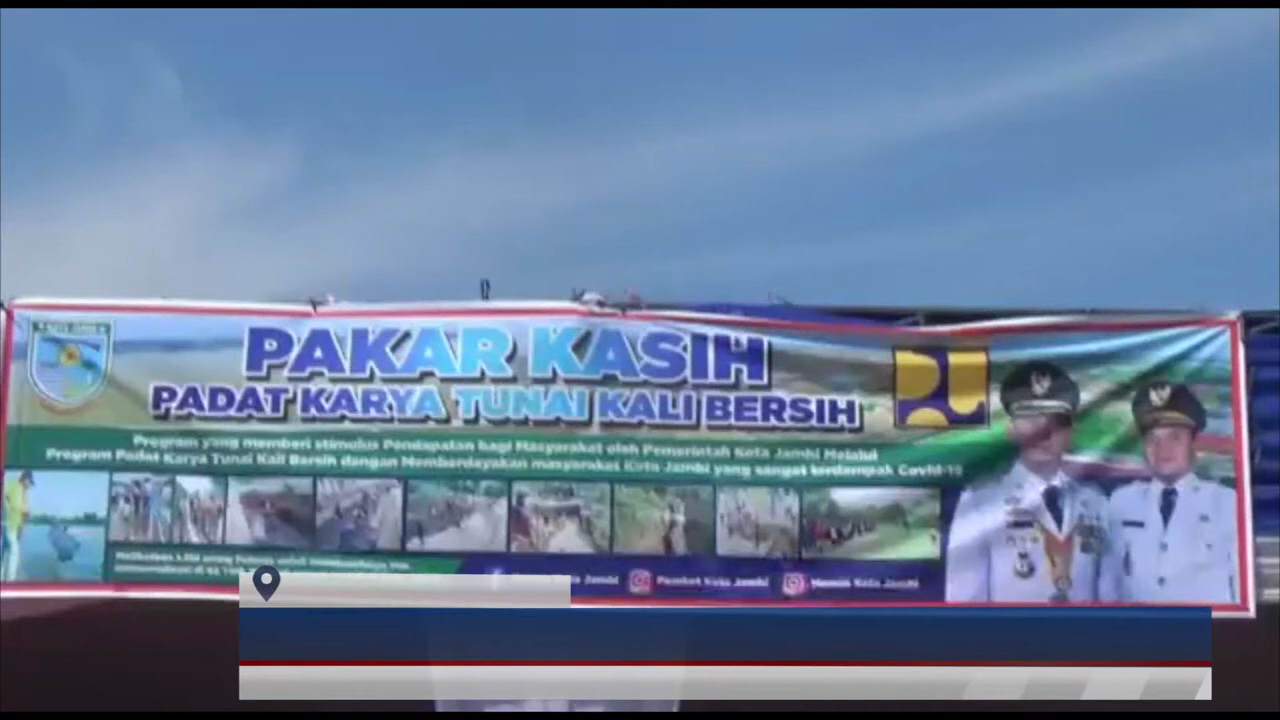 PAKAR KASIH
PADAT KARYA TUNAI KALI BERSIH
Program yang memberi stimulus Pendapatan bagi Masyarakat oleh Pemerintah Kota Jambi Melalui
Program Padat Karya Tunai Kali Bersih dengan Memberdayakan masyarakat Kota Jambi yang sangat terdampak Covid-19
Kota Jambi
Pemkot Kota Jambi
Humas Kota Jambi